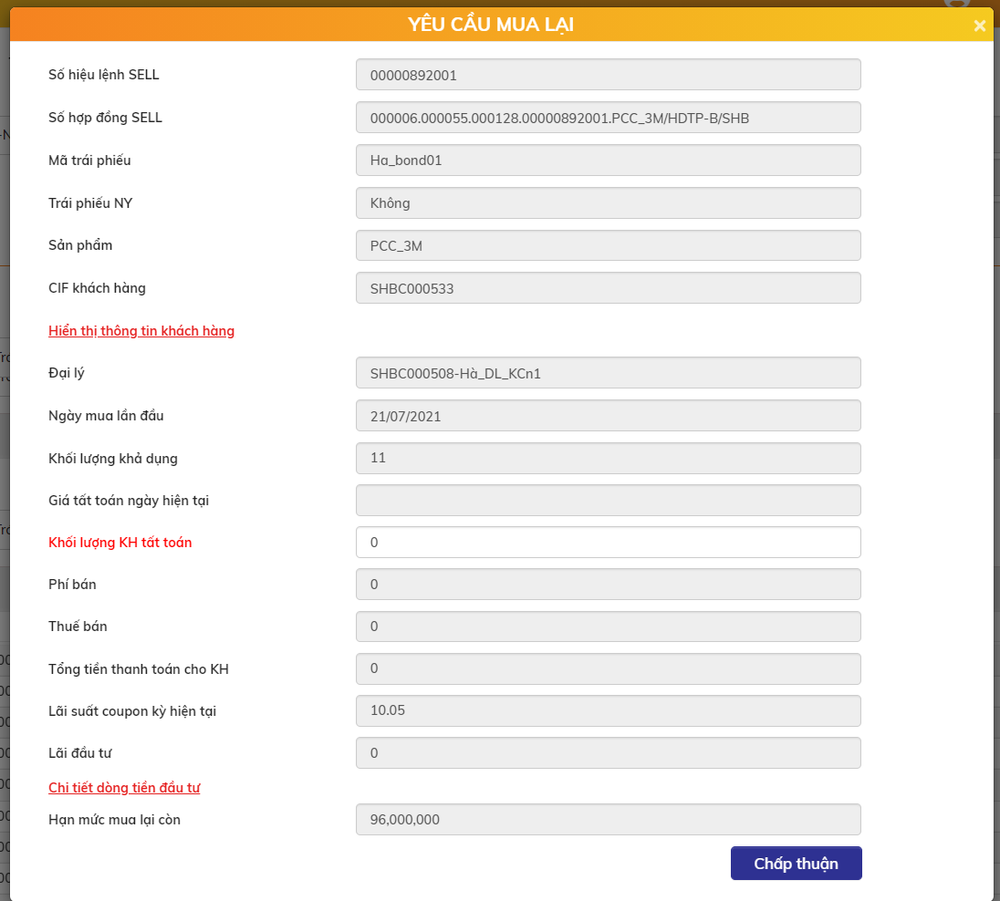 YÊU CẦU MUA LẠI
×
Số hiệu lệnh SELL 00000892001
Số hợp đồng SELL 000006.000055.000128.00000892001.PCC_3M/HDTP-B/SHB
Mã trái phiếu Ha_bond01
Trái phiếu NY Không
Sản phẩm PCC_3M
CIF khách hàng SHBC000533
Hiển thị thông tin khách hàng
Đại lý SHBC000508-Hà_DL_KCn1
Ngày mua lần đầu 21/07/2021
Khối lượng khả dụng 11
Giá tất toán ngày hiện tại
Khối lượng KH tất toán 0
Phí bán 0
Thuế bán 0
Tổng tiền thanh toán cho KH 0
Lãi suất coupon kỳ hiện tại 10.05
Lãi đầu tư 0
Chi tiết dòng tiền đầu tư
Hạn mức mua lại còn 96,000,000
Chấp thuận